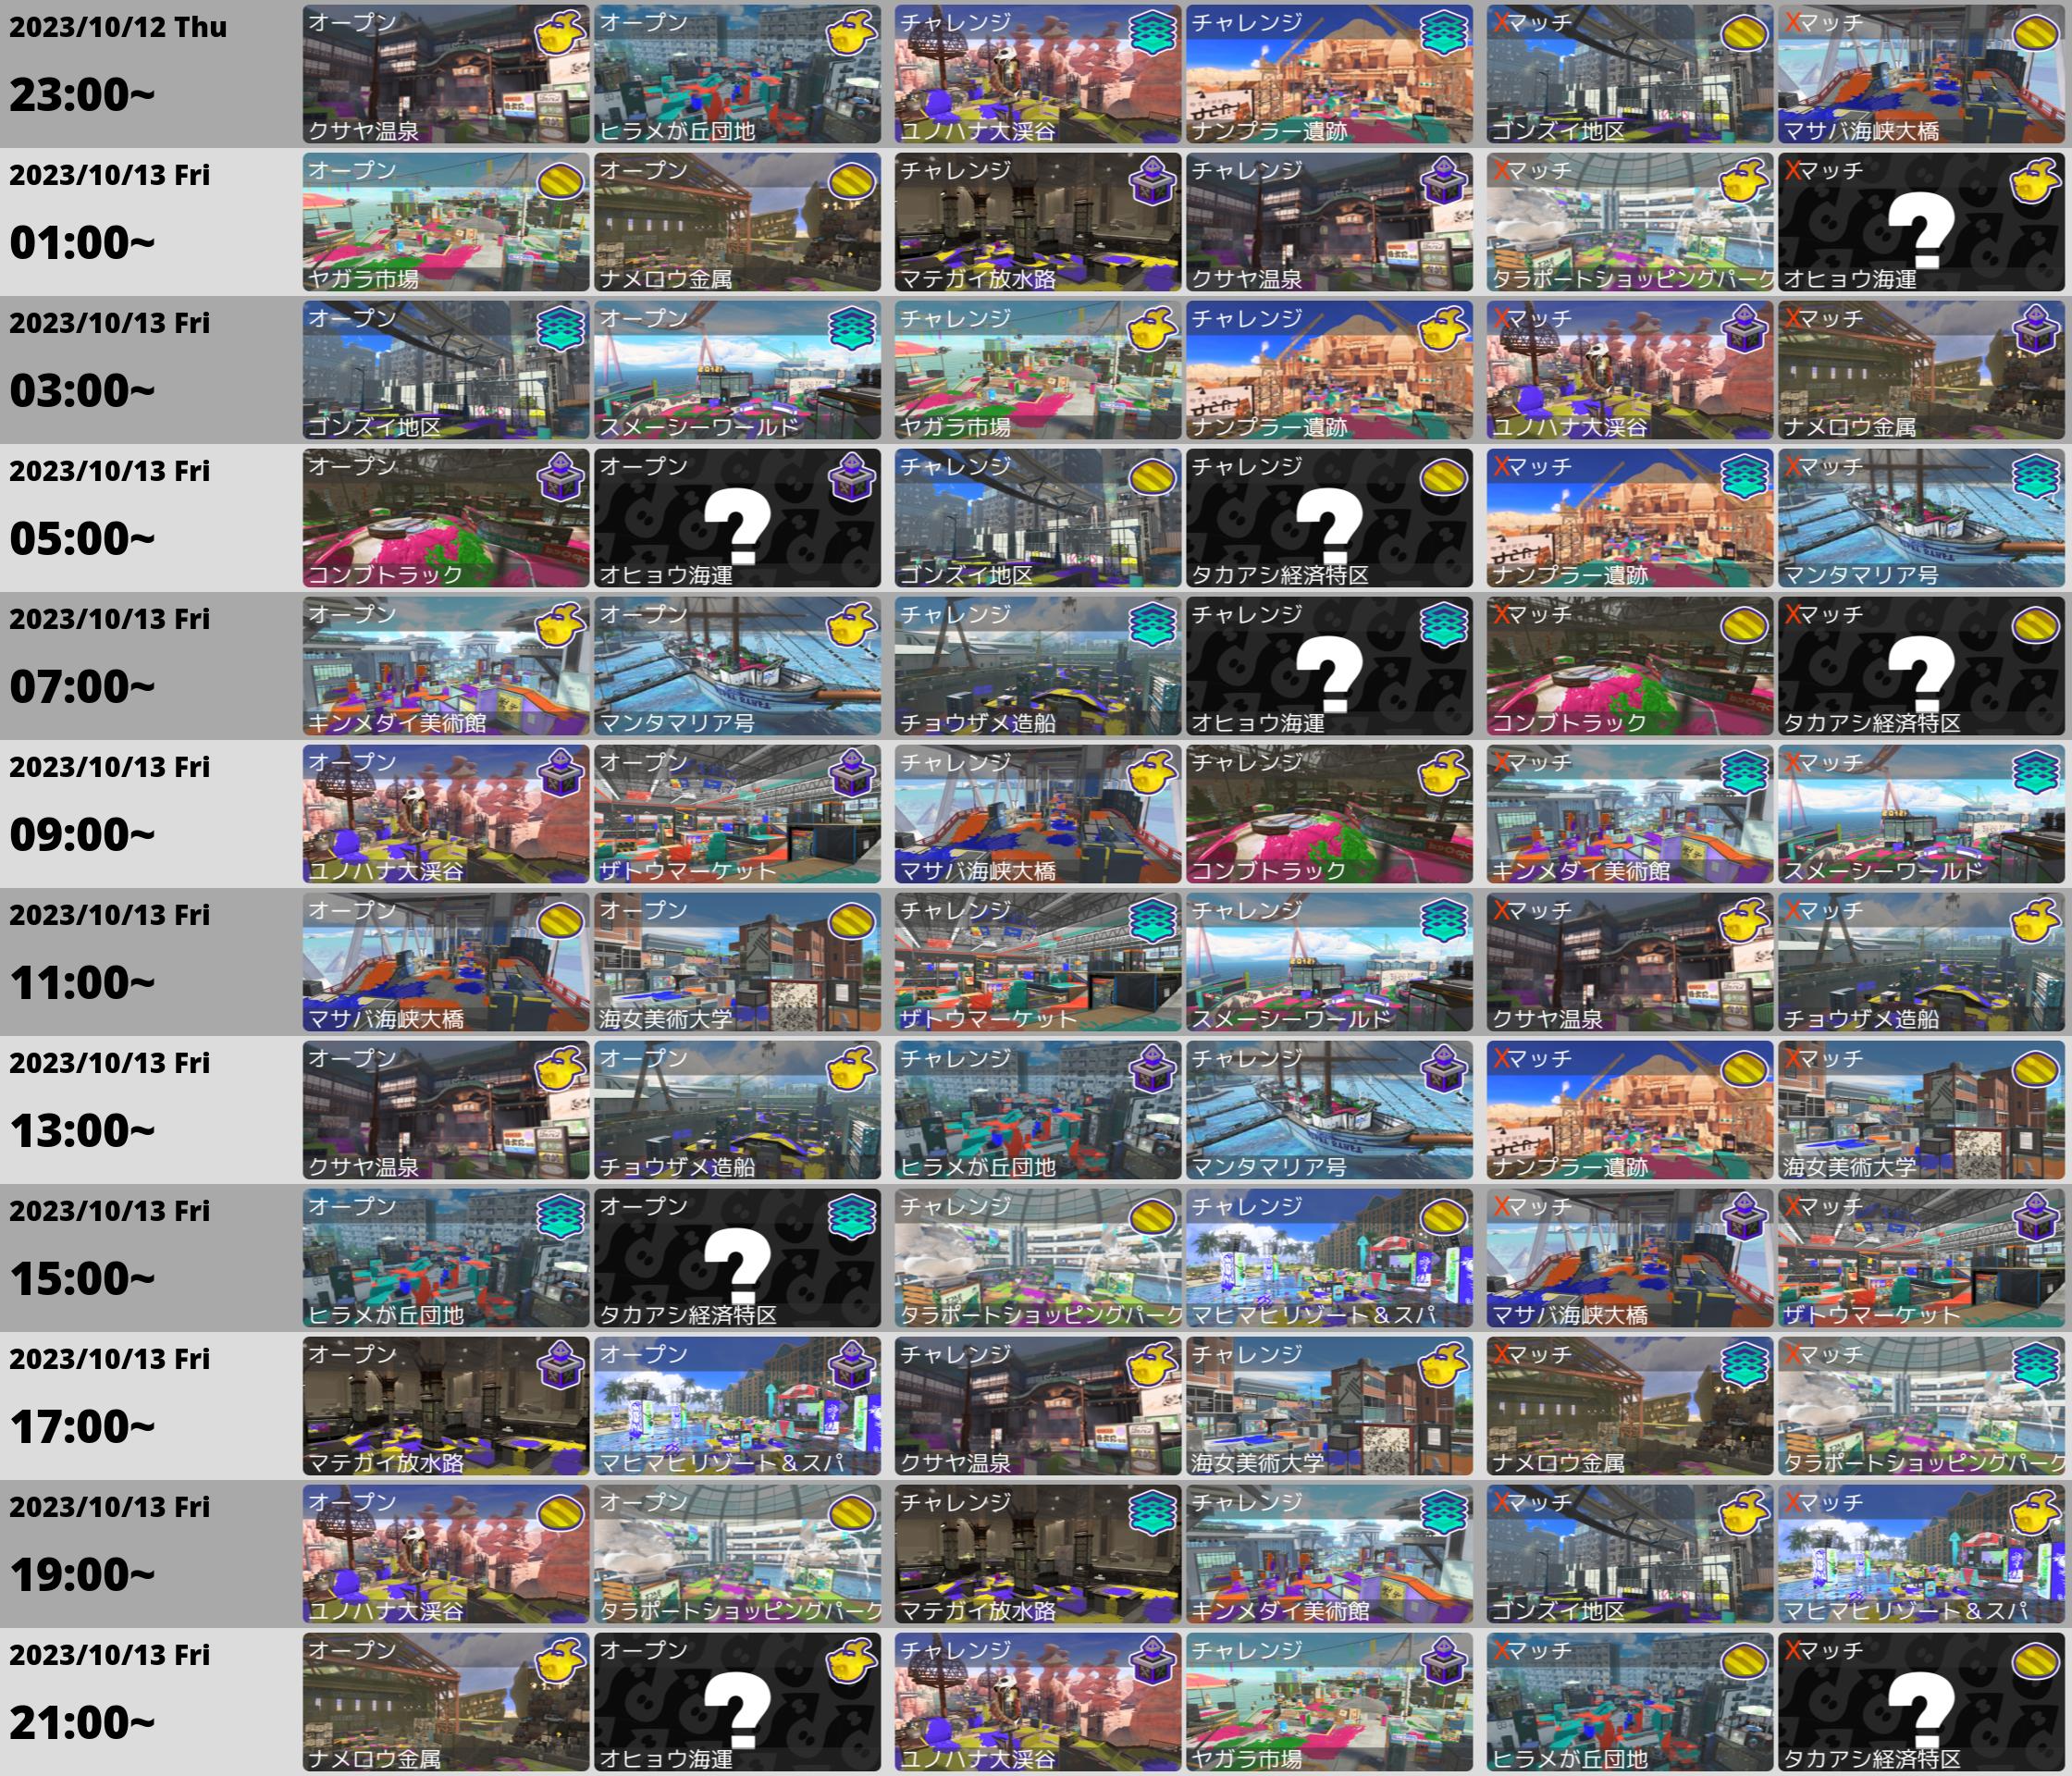 2023/10/12 Thu
23:00~
オープン
クサヤ温泉
オープン
ヒラメが丘団地
チャレンジ
ユノハナ大渓谷
チャレンジ
ナンプラー遺跡
Xマッチ
ゴンズイ地区
Xマッチ
マサバ海峡大橋
2023/10/13 Fri
01:00~
オープン
ヤガラ市場
オープン
ナメロウ金属
チャレンジ
マテガイ放水路
チャレンジ
クサヤ温泉
Xマッチ
タラポートショッピングパーク
Xマッチ
?
オヒョウ海運
2023/10/13 Fri
03:00~
オープン
ゴンズイ地区
オープン
スメーシーワールド
チャレンジ
ヤガラ市場
チャレンジ
ナンプラー遺跡
Xマッチ
ユノハナ大渓谷
Xマッチ
ナメロウ金属
2023/10/13 Fri
05:00~
オープン
コンブトラック
オープン
?
オヒョウ海運
チャレンジ
ゴンズイ地区
チャレンジ
?
タカアシ経済特区
Xマッチ
ナンプラー遺跡
Xマッチ
マンタマリア号
2023/10/13 Fri
07:00~
オープン
キンメダイ美術館
オープン
マンタマリア号
チャレンジ
チョウザメ造船
チャレンジ
?
オヒョウ海運
Xマッチ
コンブトラック
Xマッチ
?
タカアシ経済特区
2023/10/13 Fri
09:00~
オープン
ユノハナ大渓谷
オープン
ザトウマーケット
チャレンジ
マサバ海峡大橋
チャレンジ
コンブトラック
Xマッチ
キンメダイ美術館
Xマッチ
スメーシーワールド
2023/10/13 Fri
11:00~
オープン
マサバ海峡大橋
オープン
海女美術大学
チャレンジ
ザトウマーケット
チャレンジ
スメーシーワールド
Xマッチ
クサヤ温泉
Xマッチ
チョウザメ造船
2023/10/13 Fri
13:00~
オープン
クサヤ温泉
オープン
チョウザメ造船
チャレンジ
ヒラメが丘団地
チャレンジ
マンタマリア号
Xマッチ
ナンプラー遺跡
Xマッチ
海女美術大学
2023/10/13 Fri
15:00~
オープン
ヒラメが丘団地
オープン
?
タカアシ経済特区
チャレンジ
タラポートショッピングパーク
チャレンジ
マヒマヒリゾート＆スパ
Xマッチ
マサバ海峡大橋
Xマッチ
ザトウマーケット
2023/10/13 Fri
17:00~
オープン
マテガイ放水路
オープン
マヒマヒリゾート＆スパ
チャレンジ
クサヤ温泉
チャレンジ
海女美術大学
Xマッチ
ナメロウ金属
Xマッチ
タラポートショッピングパーク
2023/10/13 Fri
19:00~
オープン
ユノハナ大渓谷
オープン
タラポートショッピングパーク
チャレンジ
マテガイ放水路
チャレンジ
キンメダイ美術館
Xマッチ
ゴンズイ地区
Xマッチ
マヒマヒリゾート＆スパ
2023/10/13 Fri
21:00~
オープン
ナメロウ金属
オープン
?
オヒョウ海運
チャレンジ
ユノハナ大渓谷
チャレンジ
ヤガラ市場
Xマッチ
ヒラメが丘団地
Xマッチ
?
タカアシ経済特区